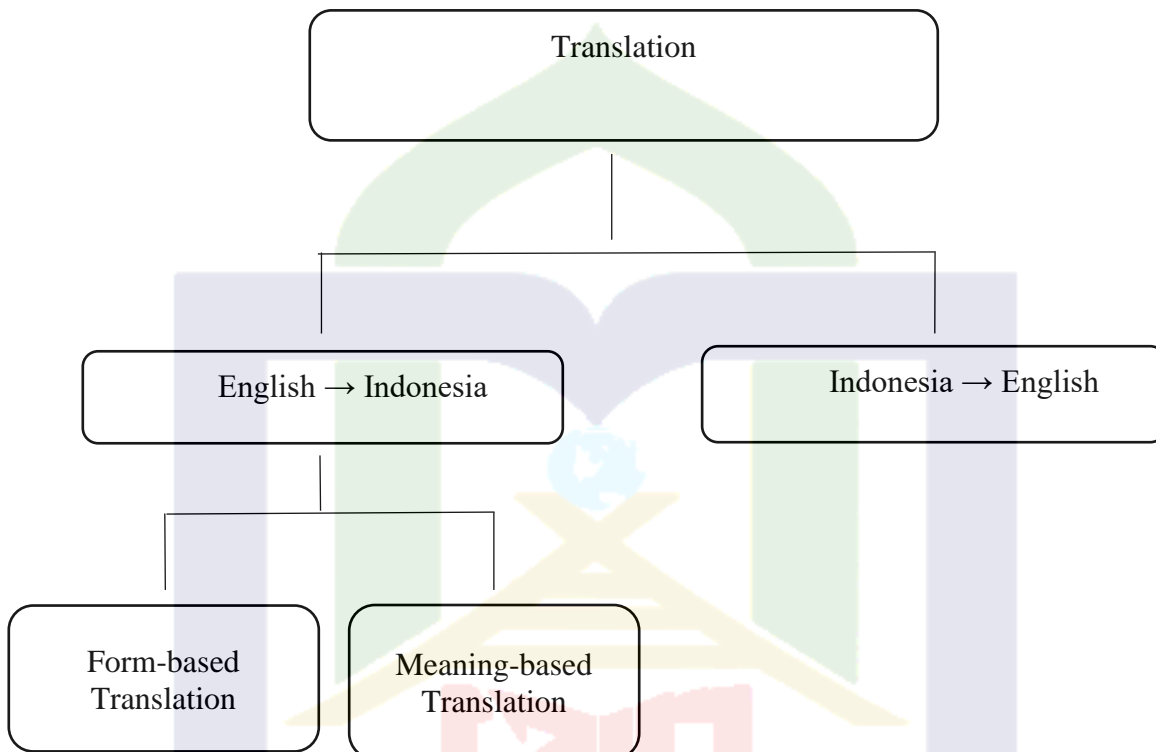 Translation
English → Indonesia
Indonesia → English
Form-based
Translation
Meaning-based
Translation